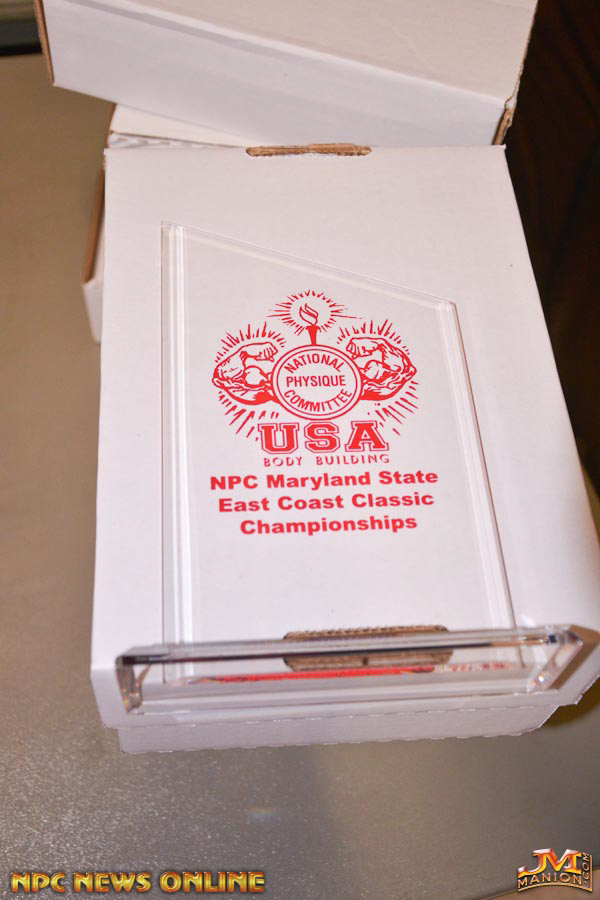 NATIONAL
PHYSIQUE
COMMITTEE
USA
BODY BUILDING
NPC Maryland State
East Coast Classic
Championships
NPC NEWS ONLINE
JM
MANION.COM